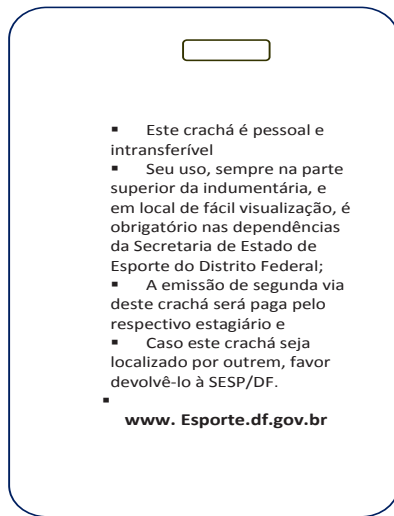 ▪ Este crachá é pessoal e
intransferível
▪ Seu uso, sempre na parte
superior da indumentária, e
em local de fácil visualização, é
obrigatório nas dependências
da Secretaria de Estado de
Esporte do Distrito Federal;
▪ A emissão de segunda via
deste crachá será paga pelo
respectivo estagiário e
▪ Caso este crachá seja
localizado por outrem, favor
devolvê-lo à SESP/DF.
▪
www. Esporte.df.gov.br